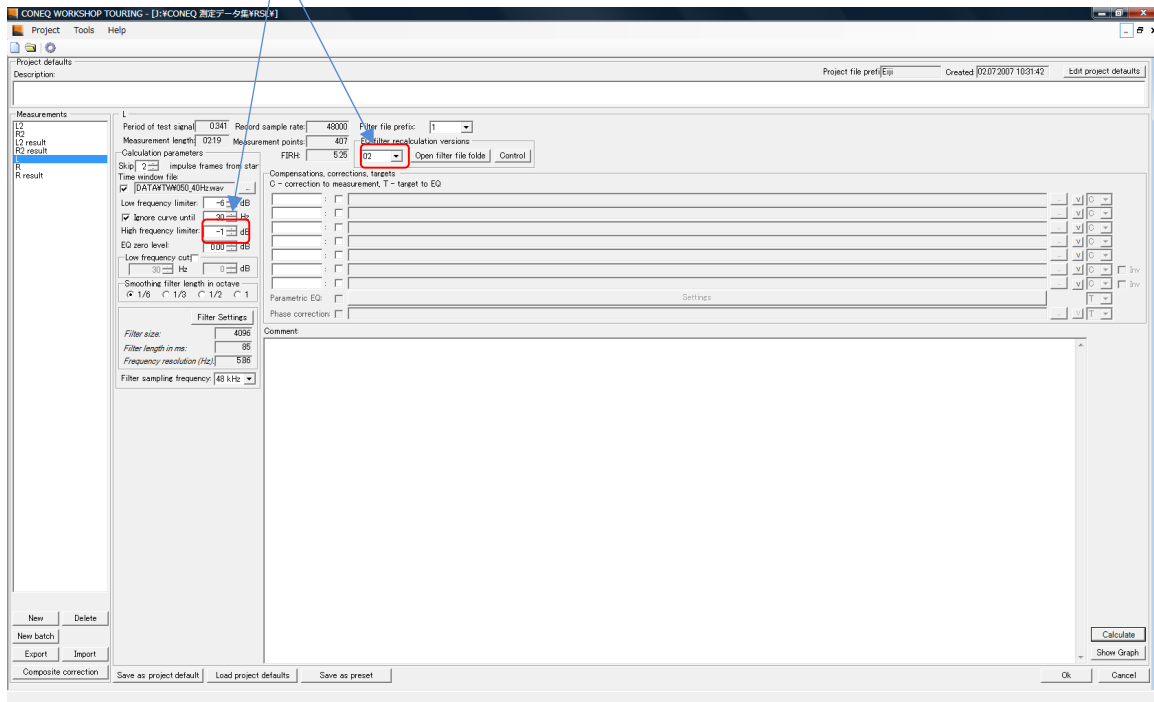 CONEQ WORKSHOP TOURING - [J:¥CONEQ 測定データ集¥RSL¥]
Project Tools Help
Project defaults
Description:
Project file prefi Eiji
Created: 02.07.2007 10:31:42
Edit project defaults
Measurements
L2
R2
L2 result
R2 result
L
R
R result
New
Delete
New batch
Export
Import
Composite correction
L
Period of test signal: 0.341
Record sample rate: 48000
Filter file prefix: 1
Measurement length: 0219
Measurement points: 407
EQ filter recalculation versions
FIRH: 5.25
02
Open filter file folde
Control
Calculation parameters
Skip 2 impulse frames from star
Time window file:
DATA¥TW¥050_40Hz.wav
...
Low frequency limiter: -6 dB
Ignore curve until 30 Hz
High frequency limiter: -1 dB
EQ zero level: 0.00 dB
Low frequency cut
30 Hz 0 dB
Smoothing filter length in octave
1/6 1/3 1/2 1
Filter Settings
Filter size: 4096
Filter length in ms: 85
Frequency resolution (Hz): 5.86
Filter sampling frequency: 48 kHz
Compensations, corrections, targets
C - correction to measurement, T - target to EQ
: ... V C
: ... V C
: ... V C
: ... V C
: ... V C
: ... V C Inv
: ... V C Inv
Parametric EQ: Settings T
Phase correction: ... V T
Comment:
Calculate
Show Graph
Save as project default
Load project defaults
Save as preset
Ok
Cancel